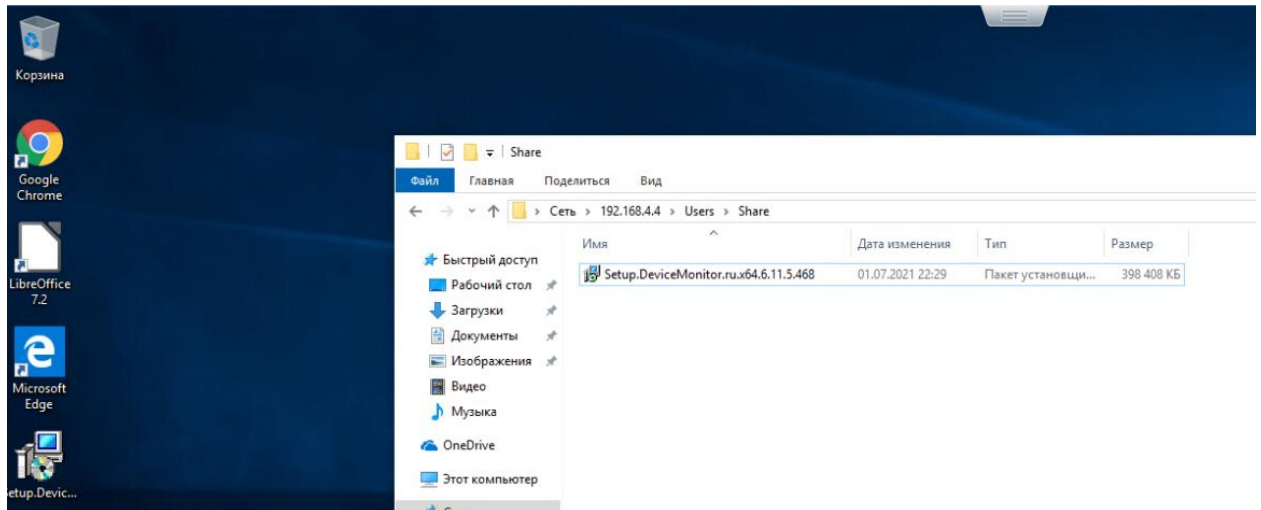 Корзина
Google
Chrome
LibreOffice
7.2
Microsoft
Edge
etup.Devic...
Share
Файл Главная Поделиться Вид
Сеть > 192.168.4.4 > Users > Share
Имя Дата изменения Тип Размер
Быстрый доступ
Рабочий стол
Загрузки
Документы
Изображения
Видео
Музыка
OneDrive
Этот компьютер
Setup.DeviceMonitor.ru.x64.6.11.5.468 01.07.2021 22:29 Пакет установщи... 398 408 КБ